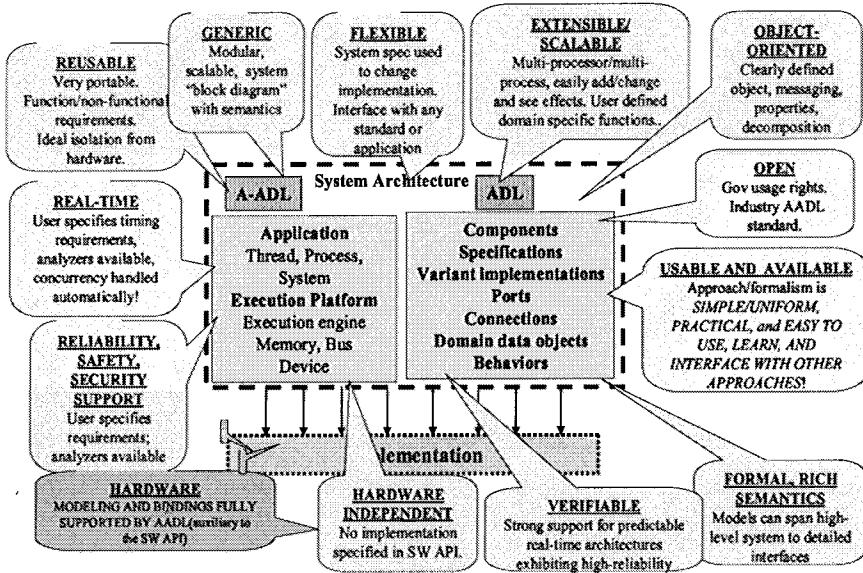 REUSABLE
Very portable.
Function/non-functional
requirements.
Ideal isolation from
hardware.
GENERIC
Modular,
scalable, system
“block diagram”
with semantics
FLEXIBLE
System spec used
to change
implementation.
Interface with any
standard or
application
EXTENSIBLE/
SCALABLE
Multi-processor/multi-
process, easily add/change
and see effects. User defined
domain specific functions..
OBJECT-
ORIENTED
Clearly defined
object, messaging,
properties,
decomposition
System Architecture
A-ADL
ADL
REAL-TIME
User specifies timing
requirements,
analyzers available,
concurrency handled
automatically!
Application
Thread, Process,
System
Execution Platform
Execution engine
Memory, Bus
Device
Components
Specifications
Variant implementations
Ports
Connections
Domain data objects
Behaviors
OPEN
Gov usage rights.
Industry AADL
standard.
USABLE AND AVAILABLE
Approach/formalism is
SIMPLE/UNIFORM,
PRACTICAL, and EASY TO
USE, LEARN, AND
INTERFACE WITH OTHER
APPROACHES!
RELIABILITY,
SAFETY,
SECURITY
SUPPORT
User specifies
requirements;
analyzers available
lementation
HARDWARE
MODELING AND BINDINGS FULLY
SUPPORTED BY AADL(auxiliary to
the SW API)
HARDWARE
INDEPENDENT
No implementation
specified in SW API.
VERIFIABLE
Strong support for predictable
real-time architectures
exhibiting high-reliability
FORMAL, RICH
SEMANTICS
Models can span high-
level system to detailed
interfaces